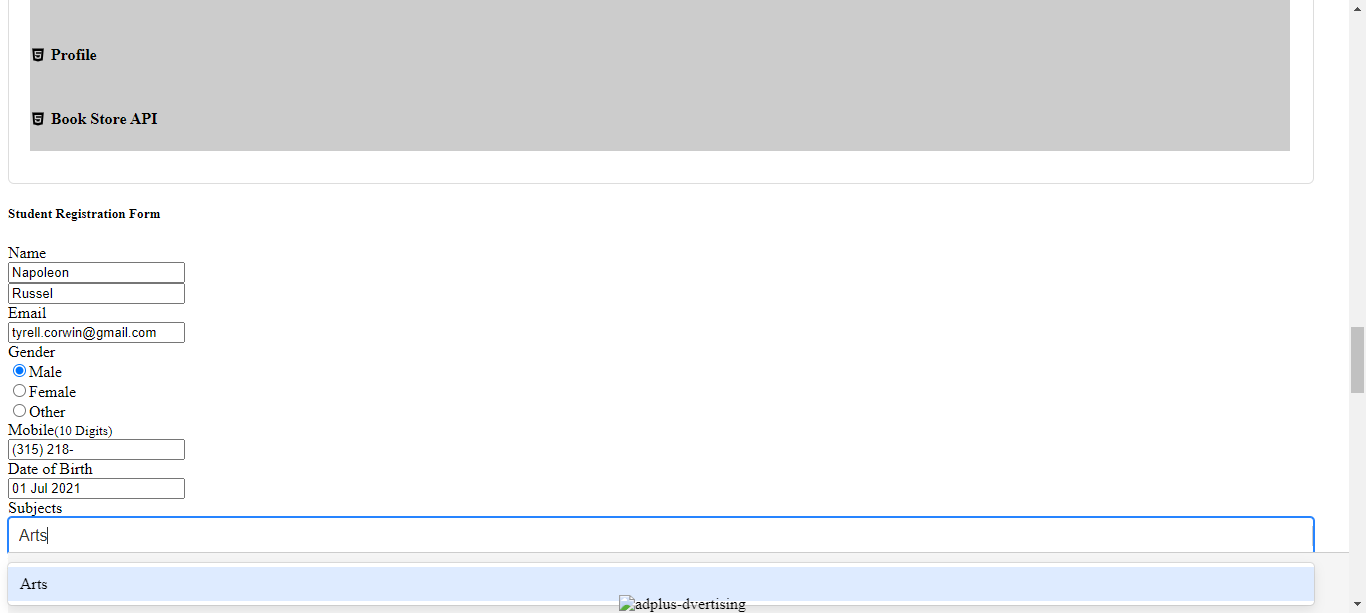 Profile
Book Store API
Student Registration Form
Name
Napoleon
Russel
Email
tyrell.corwin@gmail.com
Gender
Male
Female
Other
Mobile(10 Digits)
(315) 218-
Date of Birth
01 Jul 2021
Subjects
Arts
Arts
adplus-dvertising